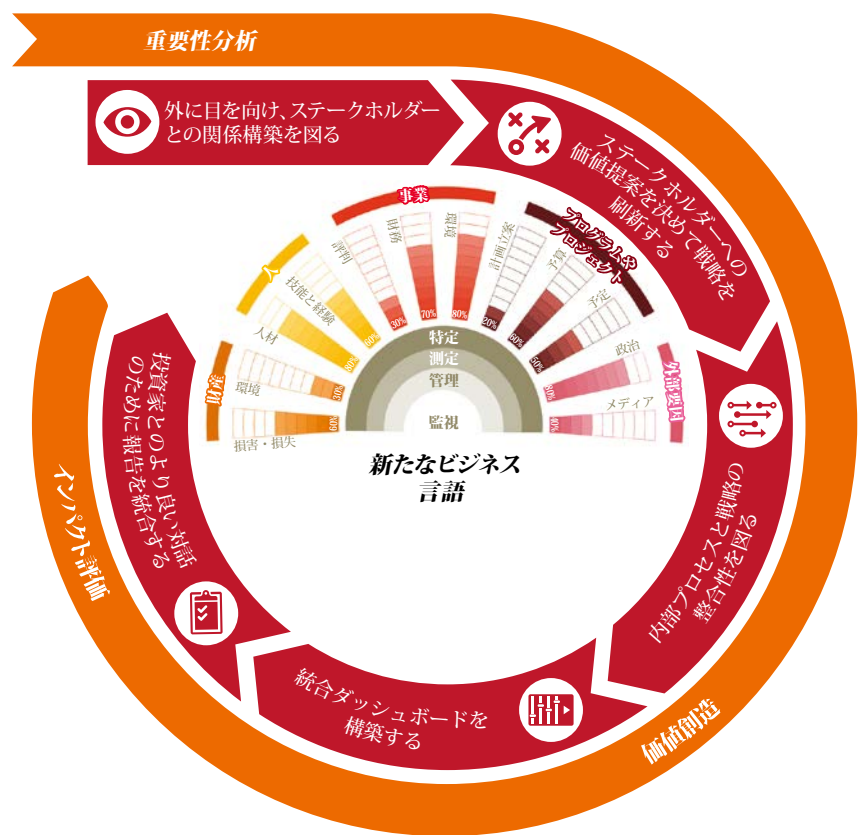 重要性分析
外に目を向け、ステークホルダー
との関係構築を図る
ステークホルダーへの
価値提案を決めて戦略を
刷新する
内部プロセスと戦略の
整合性を図る
統合ダッシュボードを
構築する
投資家とのより良い対話
のために報告を統合する
価値創造
インパクト評価
財産
損害・損失
60%
環境
30%
人
人材
80%
技能と経験
60%
事業
評判
30%
財務
70%
環境
80%
プログラムや
プロジェクト
計画立案
20%
予算
60%
予定
50%
外部要因
政治
80%
メディア
40%
特定
測定
管理
監視
新たなビジネス
言語